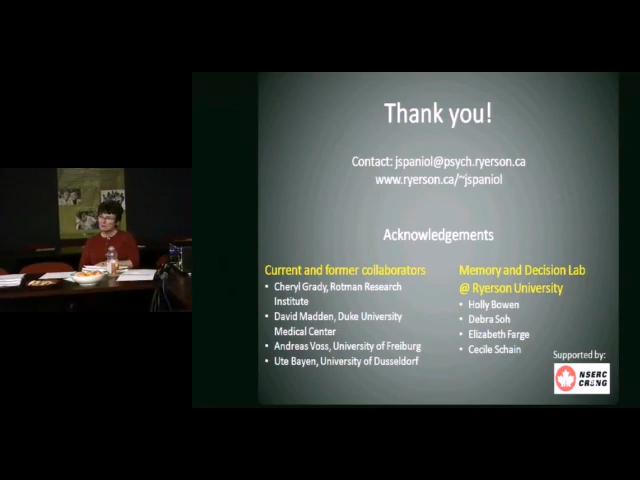 Thank you!
Contact: jspaniol@psych.ryerson.ca
www.ryerson.ca/~jspaniol
Acknowledgements
Current and former collaborators
• Cheryl Grady, Rotman Research
Institute
• David Madden, Duke University
Medical Center
• Andreas Voss, University of Freiburg
• Ute Bayen, University of Dusseldorf
Memory and Decision Lab
@ Ryerson University
• Holly Bowen
• Debra Soh
• Elizabeth Farge
• Cecile Schain
Supported by:
NSERC
CRSNG